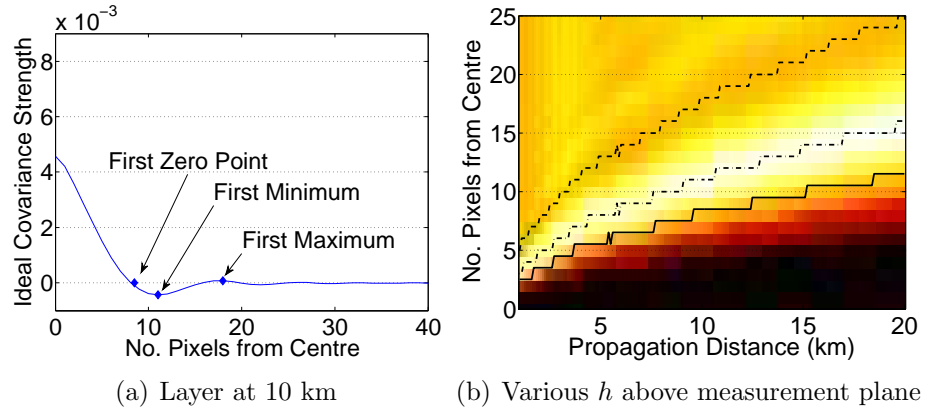 x 10⁻³
8
6
4
2
0
0 10 20 30 40
Ideal Covariance Strength
No. Pixels from Centre
First Zero Point
First Minimum
First Maximum
(a) Layer at 10 km
25
20
15
10
5
0
5 10 15 20
No. Pixels from Centre
Propagation Distance (km)
(b) Various h above measurement plane